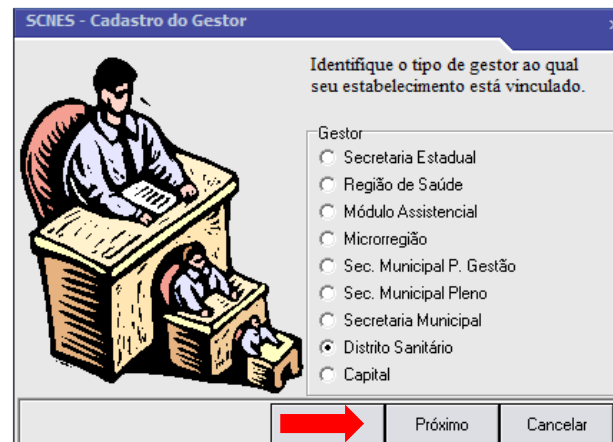 SCNES - Cadastro do Gestor
Identifique o tipo de gestor ao qual
seu estabelecimento está vinculado.
Gestor
Secretaria Estadual
Região de Saúde
Módulo Assistencial
Microrregião
Sec. Municipal P. Gestão
Sec. Municipal Pleno
Secretaria Municipal
Distrito Sanitário
Capital
Próximo
Cancelar